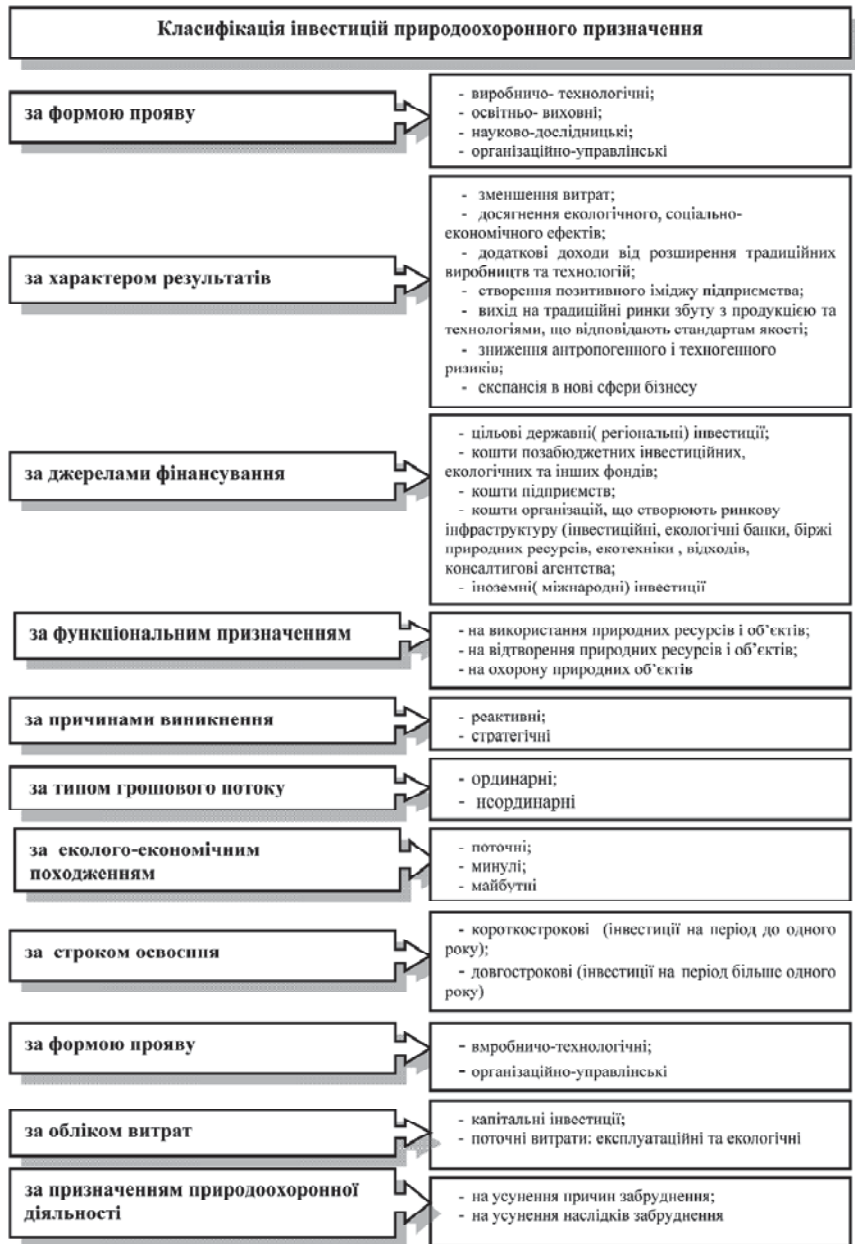 Класифікація інвестицій природоохоронного призначення
за формою прояву
- виробничо- технологічні;
- освітньо- виховні;
- науково-дослідницькі;
- організаційно-управлінські
за характером результатів
- зменшення витрат;
- досягнення екологічного, соціально-
економічного ефектів;
- додаткові доходи від розширення традиційних
виробництв та технологій;
- створення позитивного іміджу підприємства;
- вихід на традиційні ринки збуту з продукцією та
технологіями, що відповідають стандартам якості;
- зниження антропогенного і техногенного
ризиків;
- експансія в нові сфери бізнесу
за джерелами фінансування
- цільові державні( регіональні) інвестиції;
- кошти позабюджетних інвестиційних,
екологічних та інших фондів;
- кошти підприємств;
- кошти організацій, що створюють ринкову
інфраструктуру (інвестиційні, екологічні банки, біржі
природних ресурсів, екотехніки , відходів,
консалтигові агентства;
- іноземні( міжнародні) інвестиції
за функціональним призначенням
- на використання природних ресурсів і об’єктів;
- на відтворення природних ресурсів і об’єктів;
- на охорону природних об’єктів
за причинами виникнення
- реактивні;
- стратегічні
за типом грошового потоку
- ординарні;
- неординарні
за еколого-економічним
походженням
- поточні;
- минулі;
- майбутні
за строком освоєння
- короткострокові (інвестиції на період до одного
року);
- довгострокові (інвестиції на період більше одного
року)
за формою прояву
- вмробничо-технологічні;
- організаційно-управлінські
за обліком витрат
- капітальні інвестиції;
- поточні витрати: експлуатаційні та екологічні
за призначенням природоохоронної
діяльності
- на усунення причин забруднення;
- на усунення наслідків забруднення